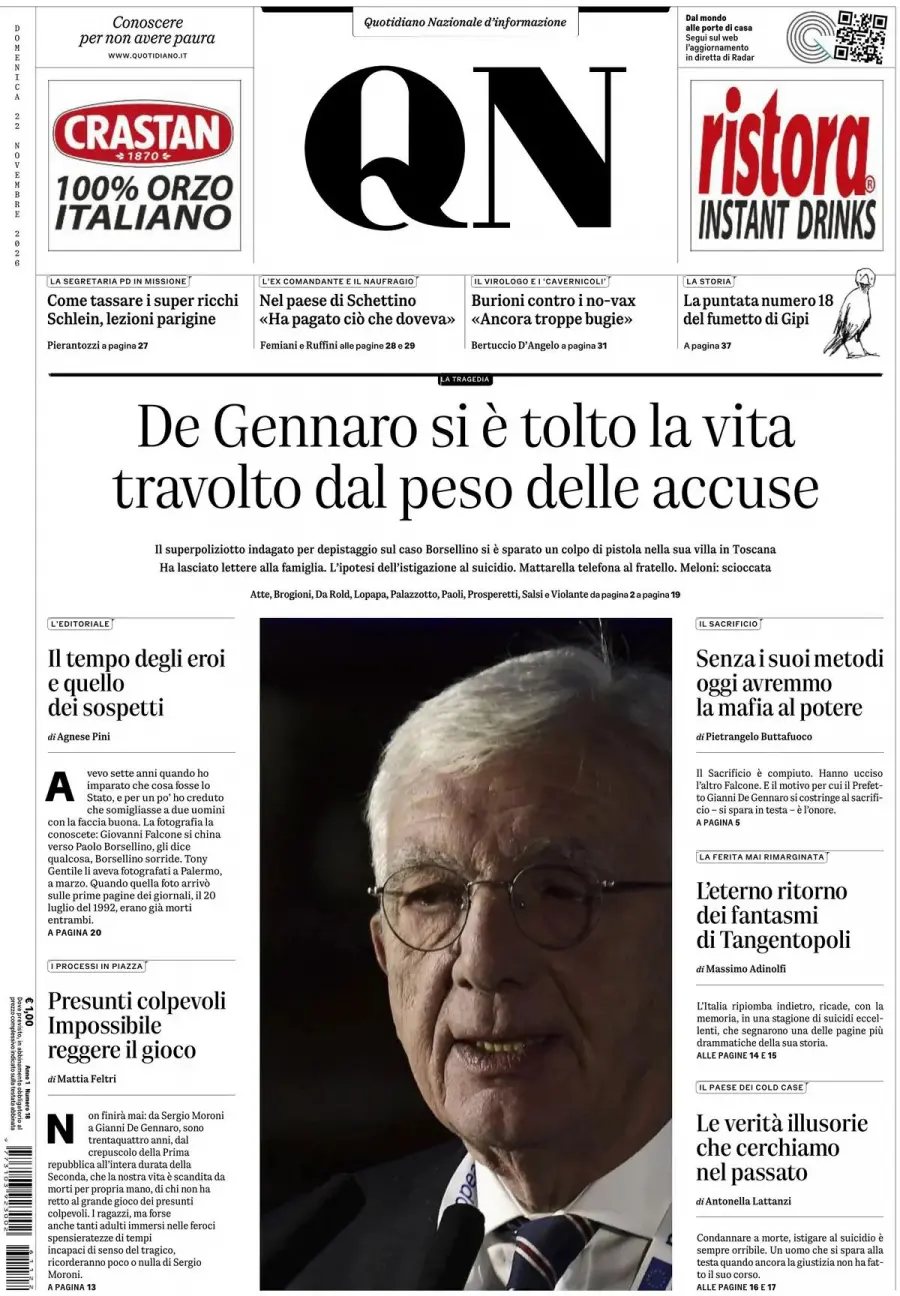 DOMENICA 22 NOVEMBRE 2026
Conoscere
per non avere paura
WWW.QUOTIDIANO.IT
Quotidiano Nazionale d'informazione
Dal mondo
alle porte di casa
Segui sul web
l'aggiornamento
in diretta di Radar
CRASTAN
1870
100% ORZO
ITALIANO
QN
ristora®
INSTANT DRINKS
LA SEGRETARIA PD IN MISSIONE
Come tassare i super ricchi
Schlein, lezioni parigine
Pierantozzi a pagina 27
L'EX COMANDANTE E IL NAUFRAGIO
Nel paese di Schettino
«Ha pagato ciò che doveva»
Femiani e Ruffini alle pagine 28 e 29
IL VIROLOGO E I 'CAVERNICOLI'
Burioni contro i no-vax
«Ancora troppe bugie»
Bertuccio D'Angelo a pagina 31
LA STORIA
La puntata numero 18
del fumetto di Gipi
A pagina 37
LA TRAGEDIA
De Gennaro si è tolto la vita
travolto dal peso delle accuse
Il superpoliziotto indagato per depistaggio sul caso Borsellino si è sparato un colpo di pistola nella sua villa in Toscana
Ha lasciato lettere alla famiglia. L'ipotesi dell'istigazione al suicidio. Mattarella telefona al fratello. Meloni: scioccata
Atte, Brogioni, Da Rold, Lopapa, Palazzotto, Paoli, Prosperetti, Salsi e Violante da pagina 2 a pagina 19
L'EDITORIALE
Il tempo degli eroi
e quello
dei sospetti
di Agnese Pini
Avevo sette anni quando ho
imparato che cosa fosse lo
Stato, e per un po' ho creduto
che somigliasse a due uomini
con la faccia buona. La fotografia la
conoscete: Giovanni Falcone si china
verso Paolo Borsellino, gli dice
qualcosa, Borsellino sorride. Tony
Gentile li aveva fotografati a Palermo,
a marzo. Quando quella foto arrivò
sulle prime pagine dei giornali, il 20
luglio del 1992, erano già morti
entrambi.
A PAGINA 20
I PROCESSI IN PIAZZA
Presunti colpevoli
Impossibile
reggere il gioco
di Mattia Feltri
Non finirà mai: da Sergio Moroni
a Gianni De Gennaro, sono
trentaquattro anni, dal
crepuscolo della Prima
repubblica all'intera durata della
Seconda, che la nostra vita è scandita da
morti per propria mano, di chi non ha
retto al grande gioco dei presunti
colpevoli. I ragazzi, ma forse
anche tanti adulti immersi nelle feroci
spensieratezze di tempi
incapaci di senso del tragico,
ricorderanno poco o nulla di Sergio
Moroni.
A PAGINA 13
IL SACRIFICIO
Senza i suoi metodi
oggi avremmo
la mafia al potere
di Pietrangelo Buttafuoco
Il Sacrificio è compiuto. Hanno ucciso
l'altro Falcone. E il motivo per cui il Prefet-
to Gianni De Gennaro si costringe al sacrifi-
cio – si spara in testa – è l'onore.
A PAGINA 5
LA FERITA MAI RIMARGINATA
L'eterno ritorno
dei fantasmi
di Tangentopoli
di Massimo Adinolfi
L'Italia ripiomba indietro, ricade, con la
memoria, in una stagione di suicidi eccel-
lenti, che segnarono una delle pagine più
drammatiche della sua storia.
ALLE PAGINE 14 E 15
IL PAESE DEI COLD CASE
Le verità illusorie
che cerchiamo
nel passato
di Antonella Lattanzi
Condannare a morte, istigare al suicidio è
sempre orribile. Un uomo che si spara alla
testa quando ancora la giustizia non ha fat-
to il suo corso.
ALLE PAGINE 16 E 17
€ 1,00
Anno 1 Numero 18
Dove previsto, in abbinamento obbligatorio al
prezzo complessivo indicato sulla testata abbinata